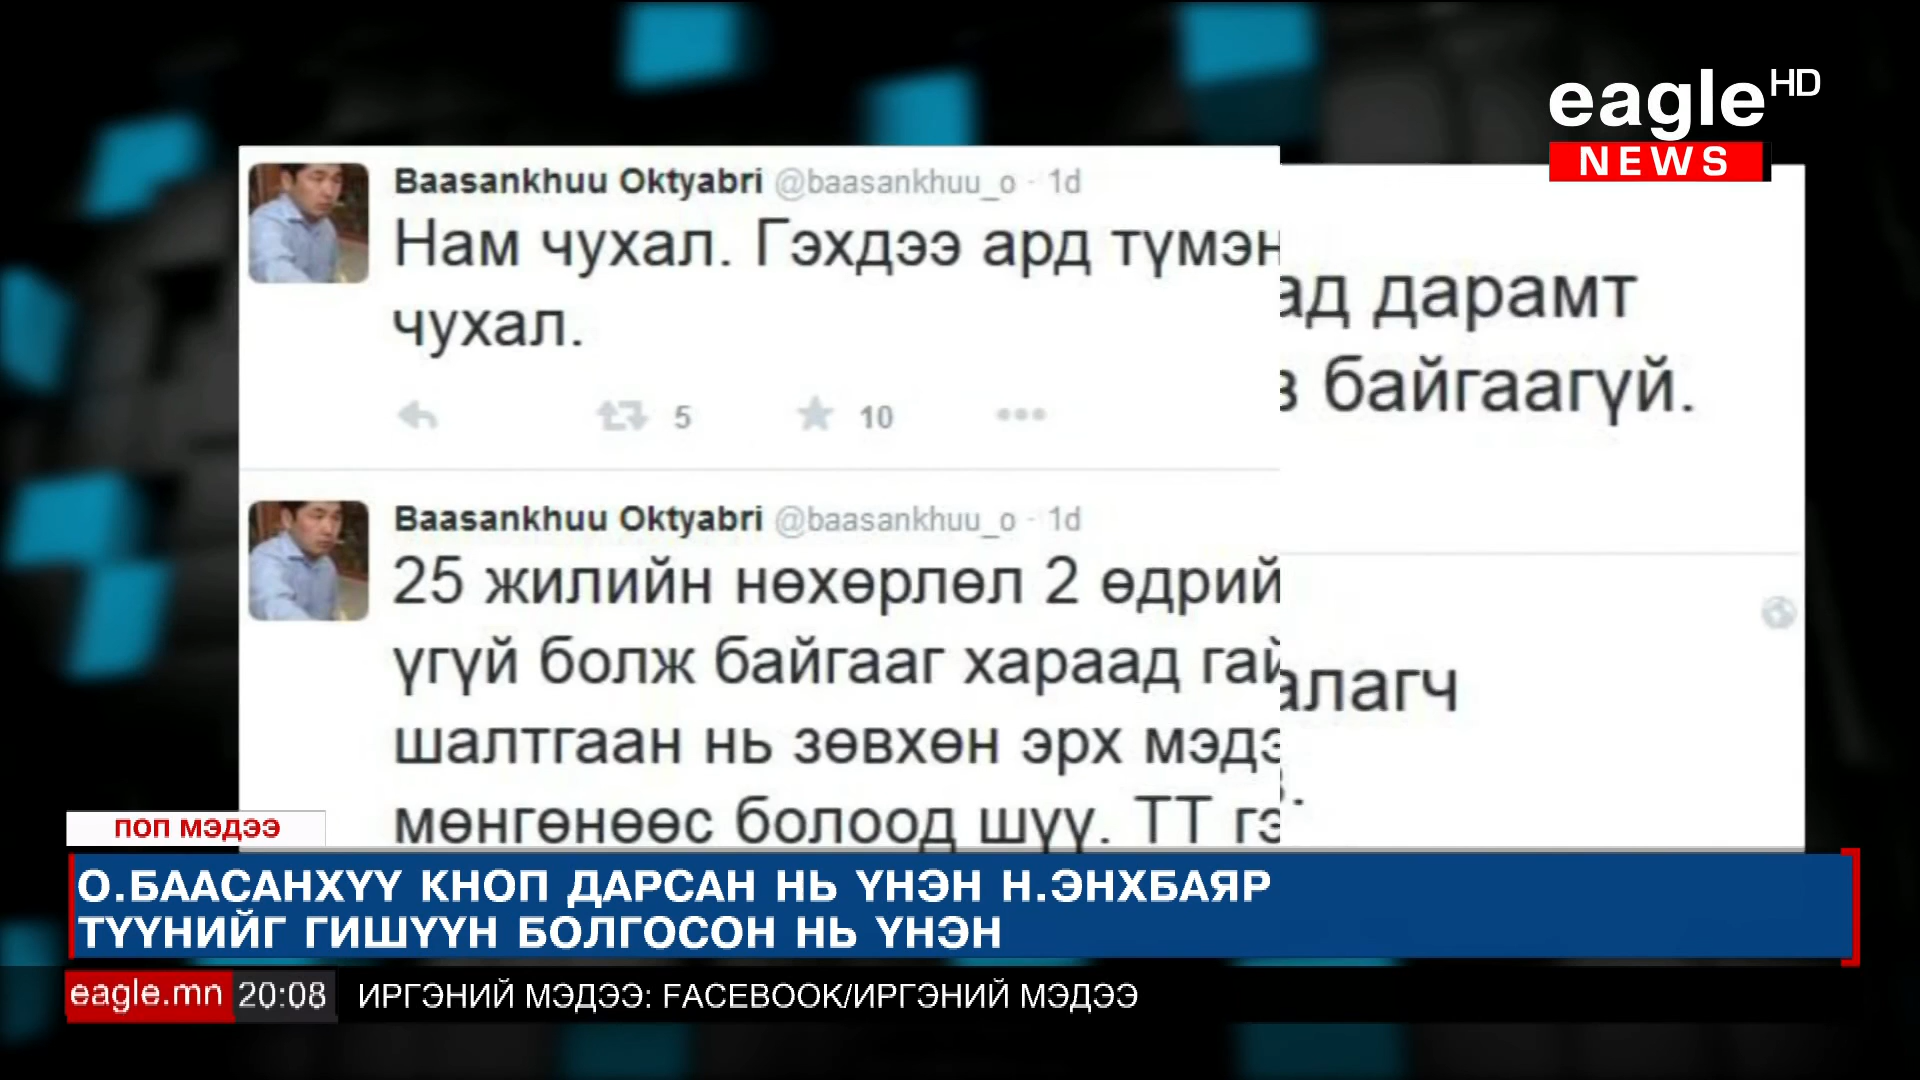 eagle HD
NEWS
Baasankhuu Oktyabri @baasankhuu_o · 1d
Нам чухал. Гэхдээ ард түмэн
чухал.
5 10
дарамт
байгаагүй.
Baasankhuu Oktyabri @baasankhuu_o · 1d
25 жилийн нөхөрлөл 2 өдрий
үгүй болж байгааг хараад гай
шалтгаан нь зөвхөн эрх мэдэ
мөнгөнөөс болоод шүү. ТТ гэ
алагч
ПОП МЭДЭЭ
О.БААСАНХҮҮ КНОП ДАРСАН НЬ ҮНЭН Н.ЭНХБАЯР
ТҮҮНИЙГ ГИШҮҮН БОЛГОСОН НЬ ҮНЭН
eagle.mn 20:08 ИРГЭНИЙ МЭДЭЭ: FACEBOOK/ИРГЭНИЙ МЭДЭЭ